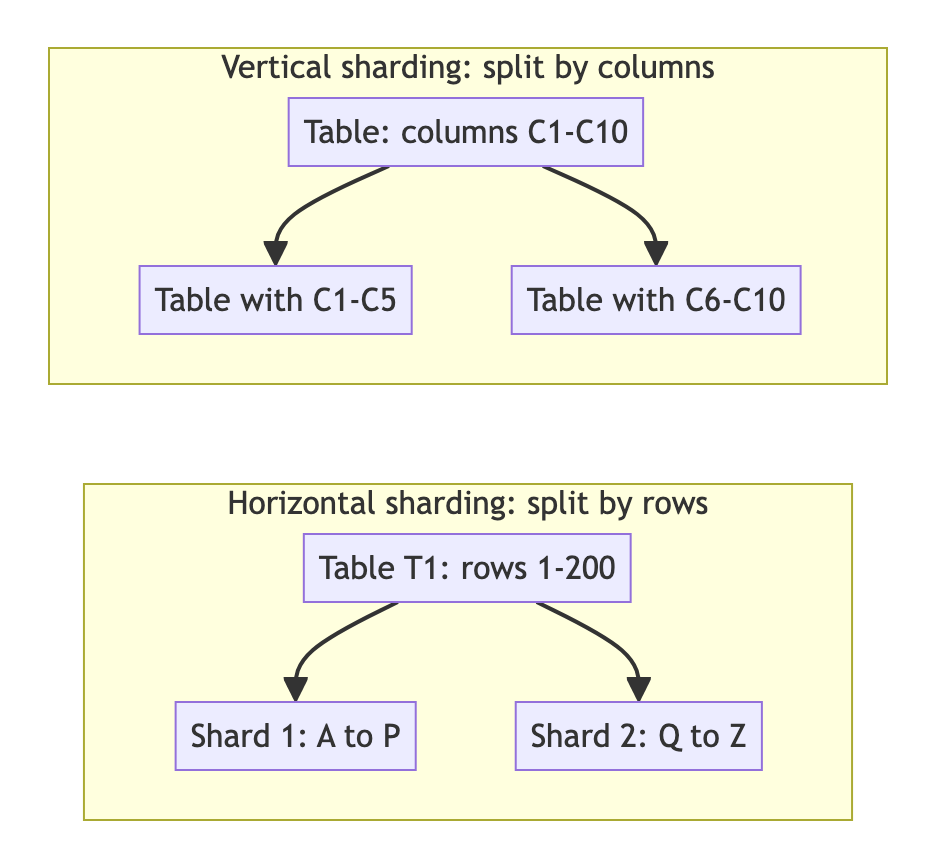 Vertical sharding: split by columns
Table: columns C1-C10
Table with C1-C5
Table with C6-C10
Horizontal sharding: split by rows
Table T1: rows 1-200
Shard 1: A to P
Shard 2: Q to Z